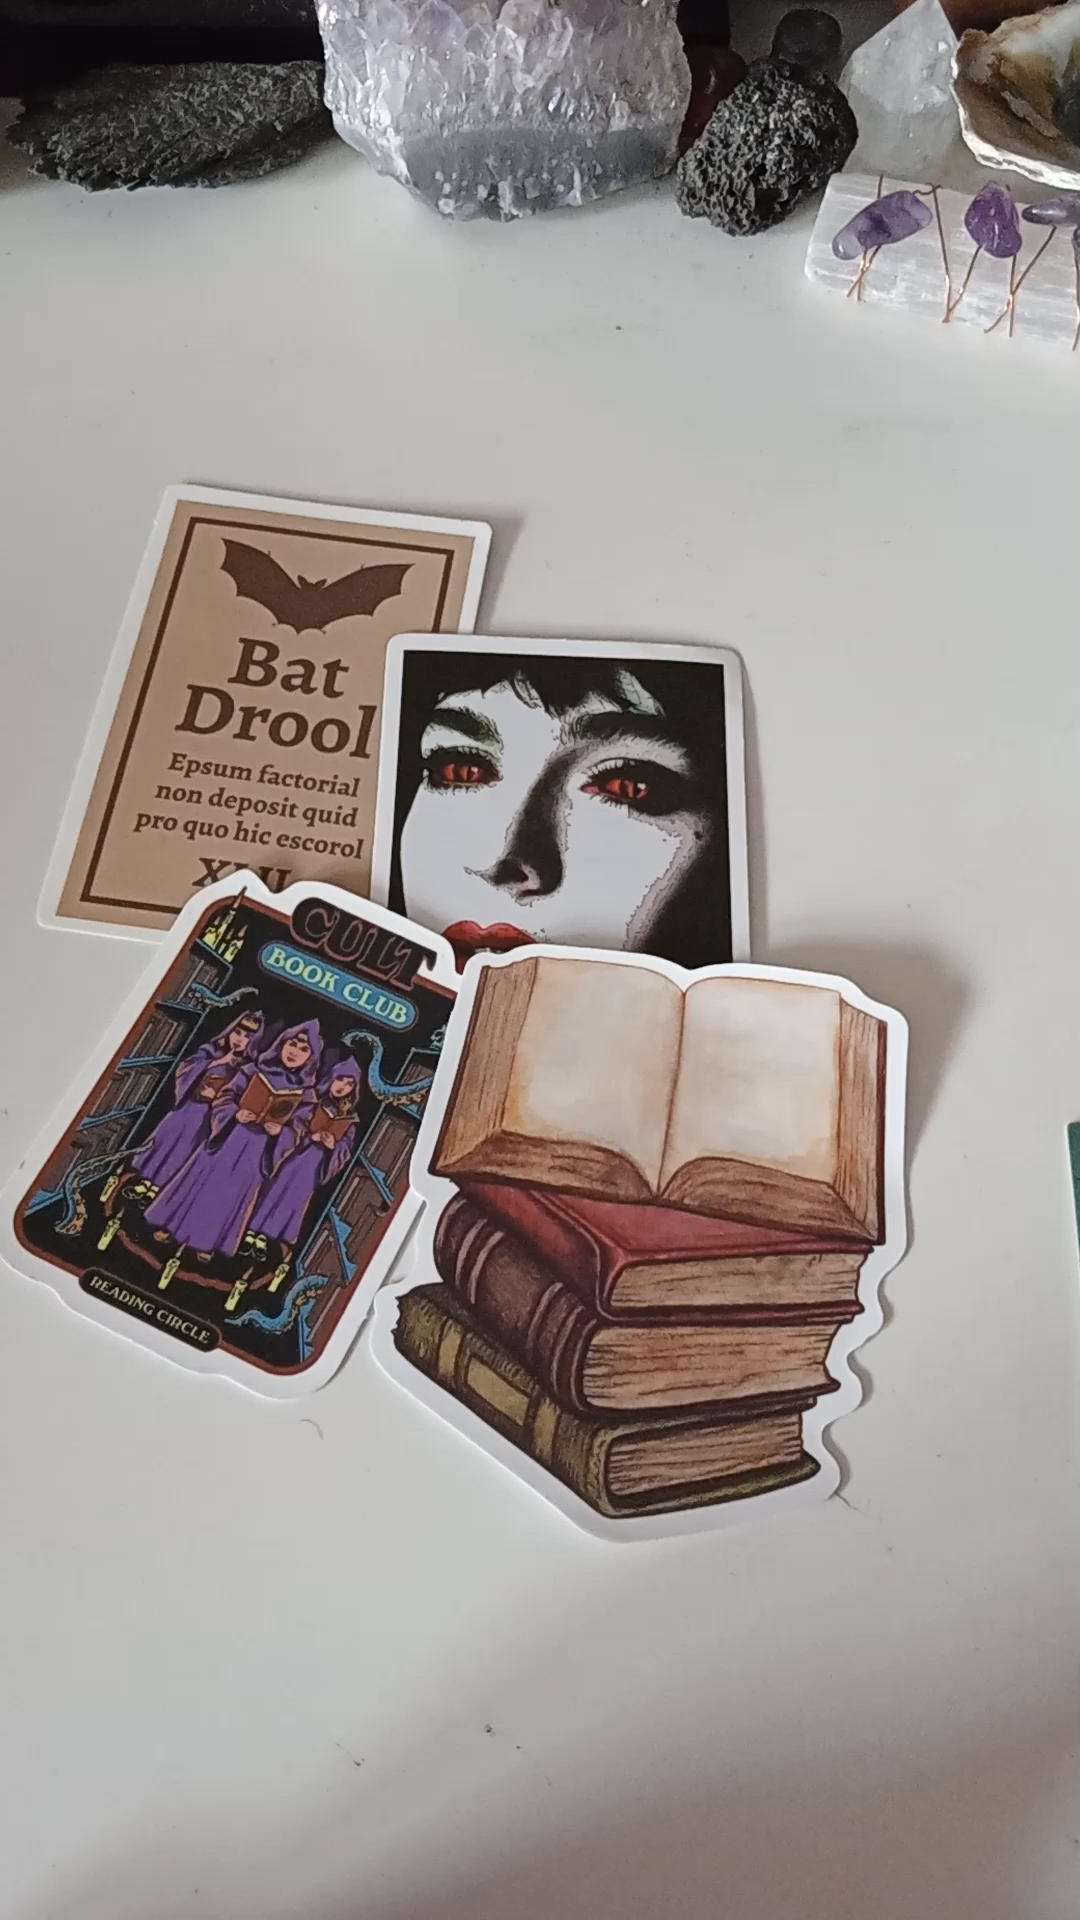 Bat
Drool
Epsum factorial
non deposit quid
pro quo hic escorol
CULT
BOOK CLUB
READING CIRCLE